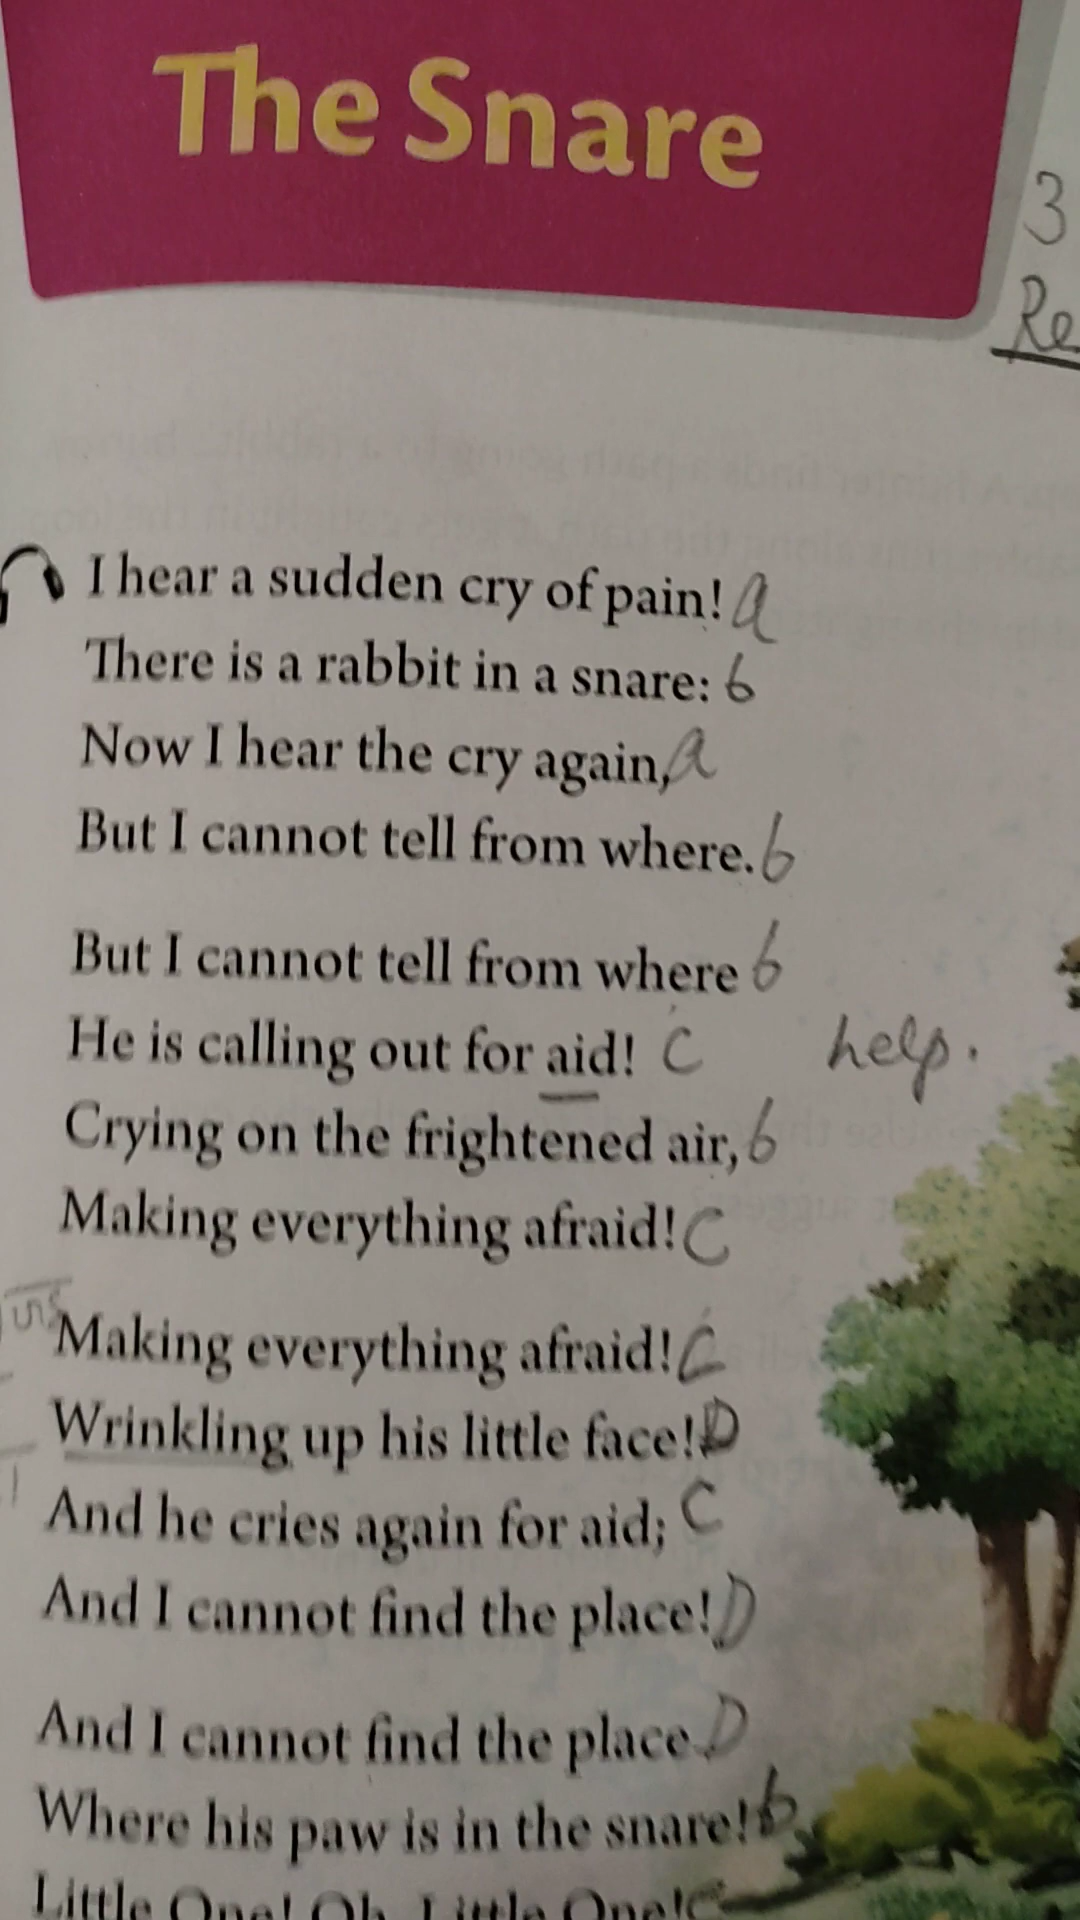 The Snare
3
Re
I hear a sudden cry of pain! a
There is a rabbit in a snare: b
Now I hear the cry again, a
But I cannot tell from where. b
But I cannot tell from where b
He is calling out for aid! C help.
Crying on the frightened air, b
Making everything afraid! C
Making everything afraid! C
Wrinkling up his little face! D
And he cries again for aid; C
And I cannot find the place! D
And I cannot find the place D
Where his paw is in the snare! b
Little One! Oh, Little One!